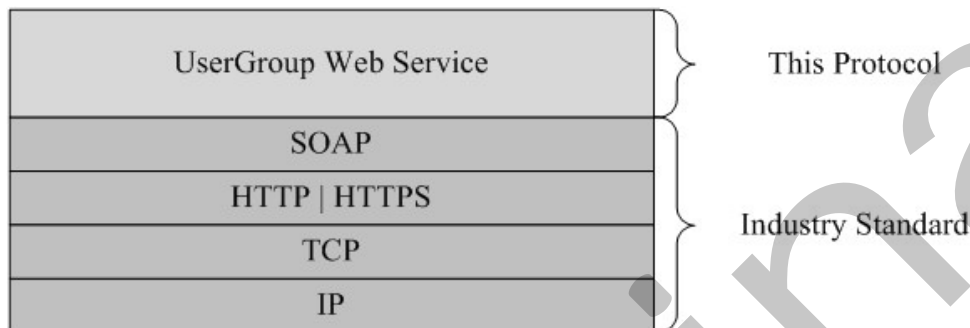 UserGroup Web Service
This Protocol
SOAP
HTTP | HTTPS
TCP
IP
Industry Standard